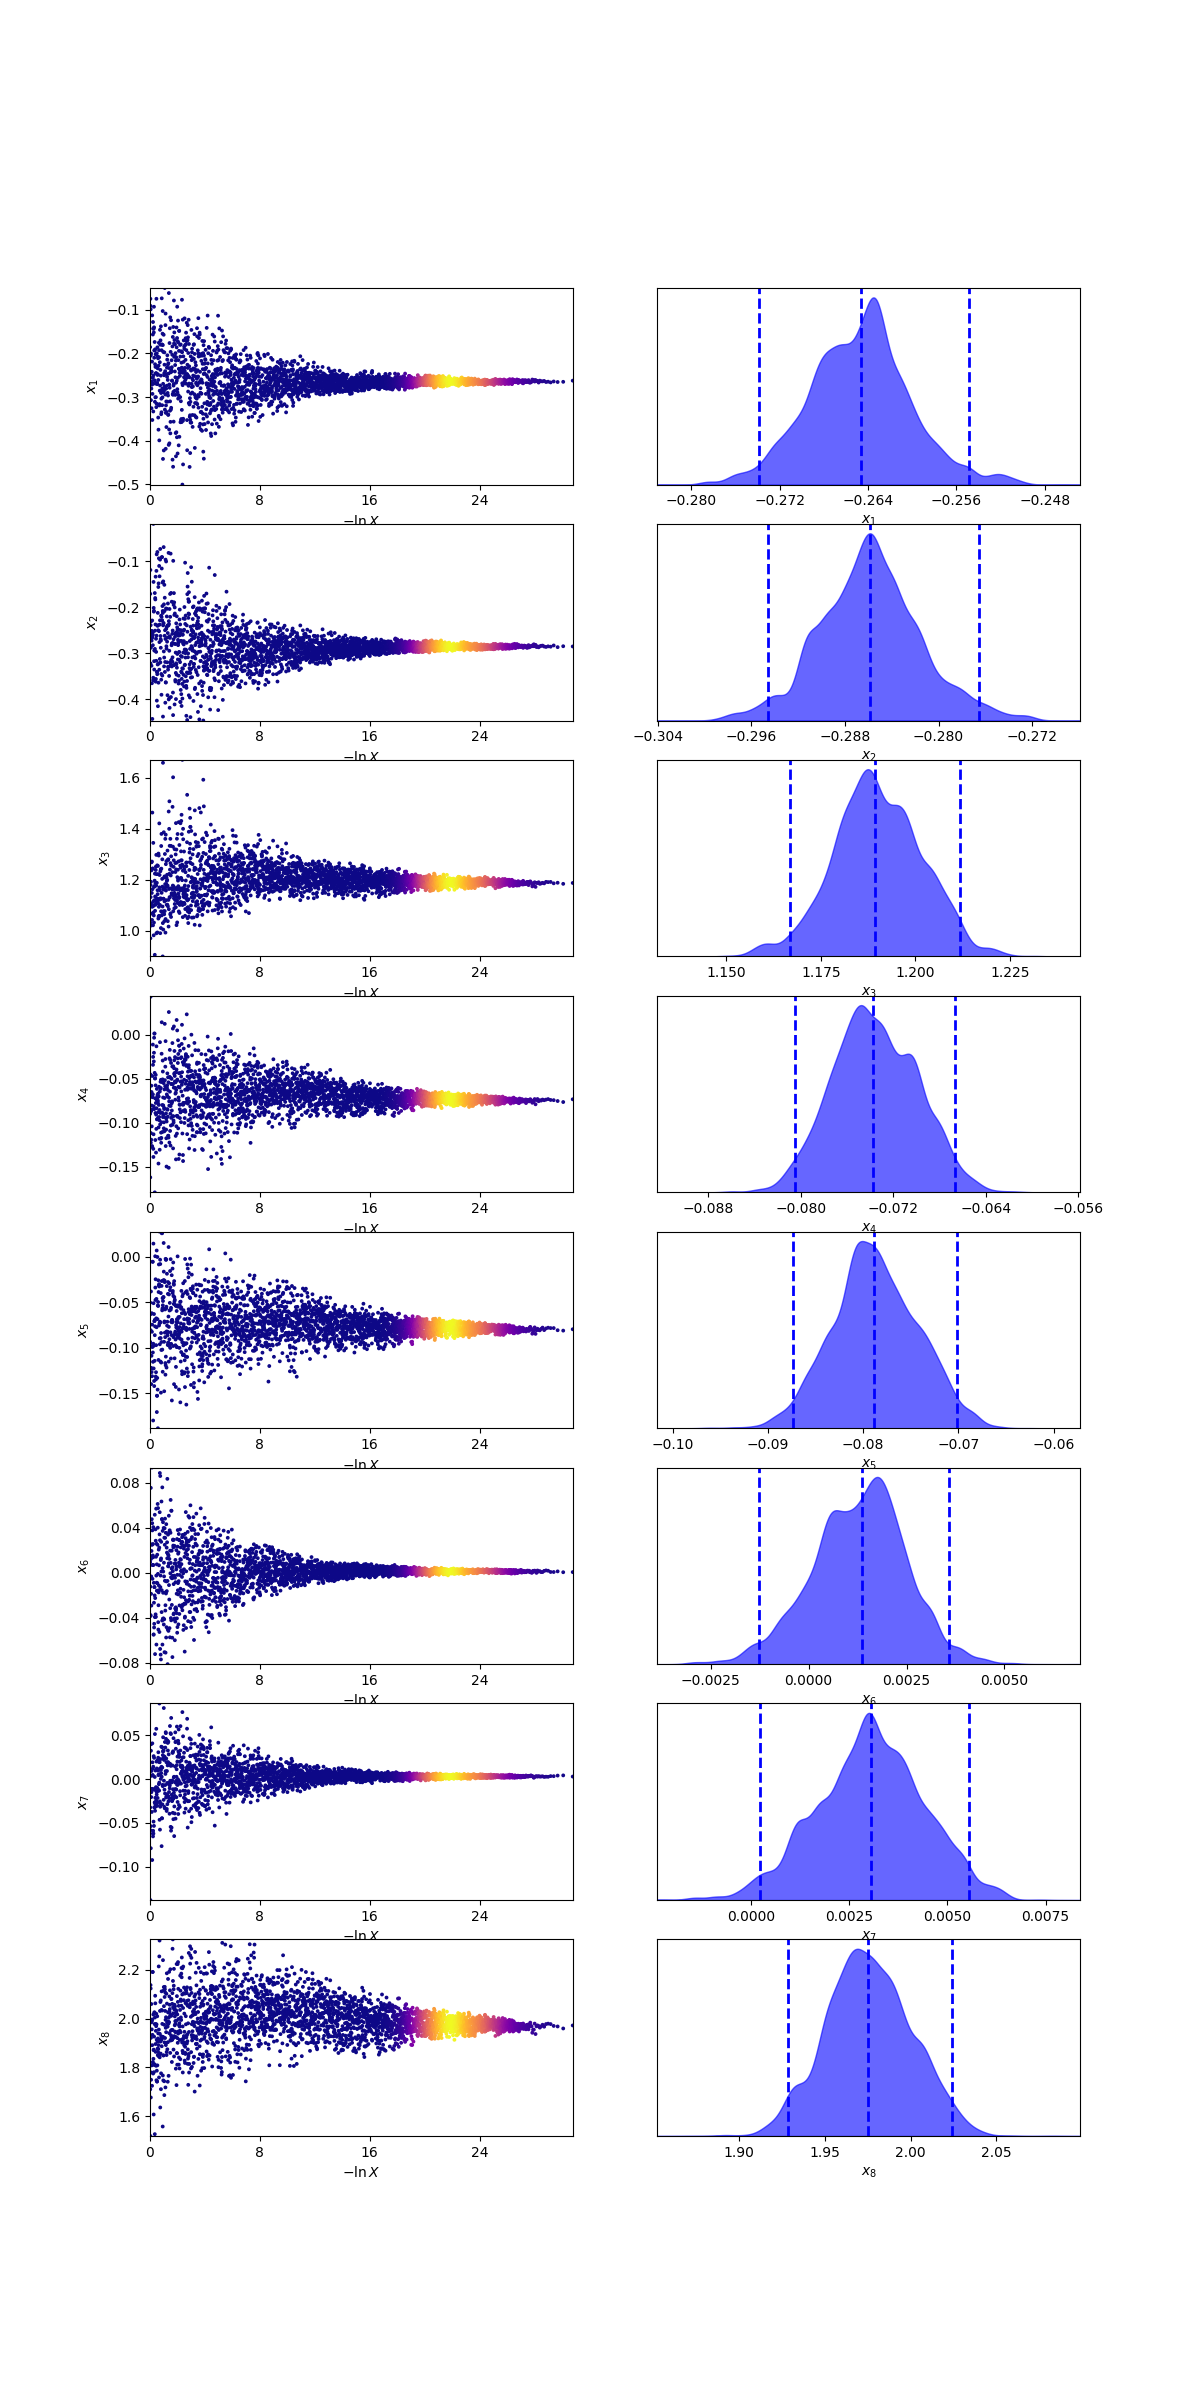 −0.1
−0.2
−0.3
−0.4
−0.5
x₁
0 8 16 24
−ln X
−0.280 −0.272 −0.264 −0.256 −0.248
x₁
−0.1
−0.2
−0.3
−0.4
x₂
0 8 16 24
−ln X
−0.304 −0.296 −0.288 −0.280 −0.272
x₂
1.6
1.4
1.2
1.0
x₃
0 8 16 24
−ln X
1.150 1.175 1.200 1.225
x₃
0.00
−0.05
−0.10
−0.15
x₄
0 8 16 24
−ln X
−0.088 −0.080 −0.072 −0.064 −0.056
x₄
0.00
−0.05
−0.10
−0.15
x₅
0 8 16 24
−ln X
−0.10 −0.09 −0.08 −0.07 −0.06
x₅
0.08
0.04
0.00
−0.04
−0.08
x₆
0 8 16 24
−ln X
−0.0025 0.0000 0.0025 0.0050
x₆
0.05
0.00
−0.05
−0.10
x₇
0 8 16 24
−ln X
0.0000 0.0025 0.0050 0.0075
x₇
2.2
2.0
1.8
1.6
x₈
0 8 16 24
−ln X
1.90 1.95 2.00 2.05
x₈